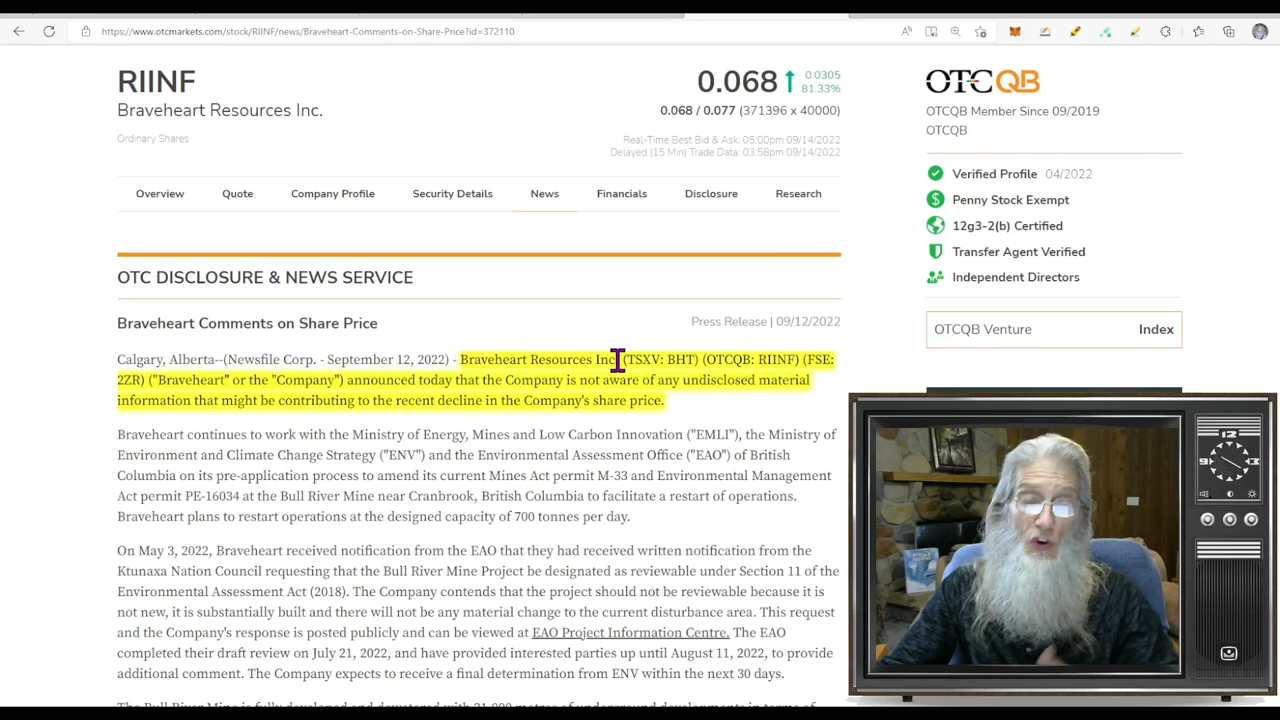 https://www.otcmarkets.com/stock/RIINF/news/Braveheart-Comments-on-Share-Price?id=372110
RIINF
Braveheart Resources Inc.
Ordinary Shares
0.068
0.0305
81.33%
0.068 / 0.077 (371396 x 40000)
Real-Time Best Bid & Ask: 05:00pm 09/14/2022
Delayed (15 Min) Trade Data: 03:58pm 09/14/2022
OTCQB
OTCQB Member Since 09/2019
OTCQB
Verified Profile 04/2022
Penny Stock Exempt
12g3-2(b) Certified
Transfer Agent Verified
Independent Directors
OTCQB Venture Index
Overview Quote Company Profile Security Details News Financials Disclosure Research
OTC DISCLOSURE & NEWS SERVICE
Braveheart Comments on Share Price
Press Release | 09/12/2022
Calgary, Alberta--(Newsfile Corp. - September 12, 2022) - Braveheart Resources Inc. (TSXV: BHT) (OTCQB: RIINF) (FSE:
2ZR) ("Braveheart" or the "Company") announced today that the Company is not aware of any undisclosed material
information that might be contributing to the recent decline in the Company's share price.
Braveheart continues to work with the Ministry of Energy, Mines and Low Carbon Innovation ("EMLI"), the Ministry of
Environment and Climate Change Strategy ("ENV") and the Environmental Assessment Office ("EAO") of British
Columbia on its pre-application process to amend its current Mines Act permit M-33 and Environmental Management
Act permit PE-16034 at the Bull River Mine near Cranbrook, British Columbia to facilitate a restart of operations.
Braveheart plans to restart operations at the designed capacity of 700 tonnes per day.
On May 3, 2022, Braveheart received notification from the EAO that they had received written notification from the
Ktunaxa Nation Council requesting that the Bull River Mine Project be designated as reviewable under Section 11 of the
Environmental Assessment Act (2018). The Company contends that the project should not be reviewable because it is
not new, it is substantially built and there will not be any material change to the current disturbance area. This request
and the Company's response is posted publicly and can be viewed at EAO Project Information Centre. The EAO
completed their draft review on July 21, 2022, and have provided interested parties up until August 11, 2022, to provide
additional comment. The Company expects to receive a final determination from ENV within the next 30 days.
12
3
9